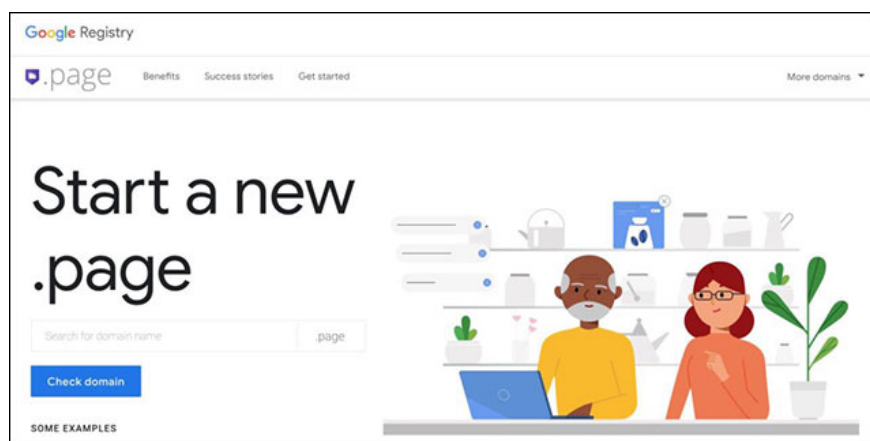 Google Registry
.page Benefits Success stories Get started More domains
Start a new
.page
Search for domain name .page
Check domain
SOME EXAMPLES